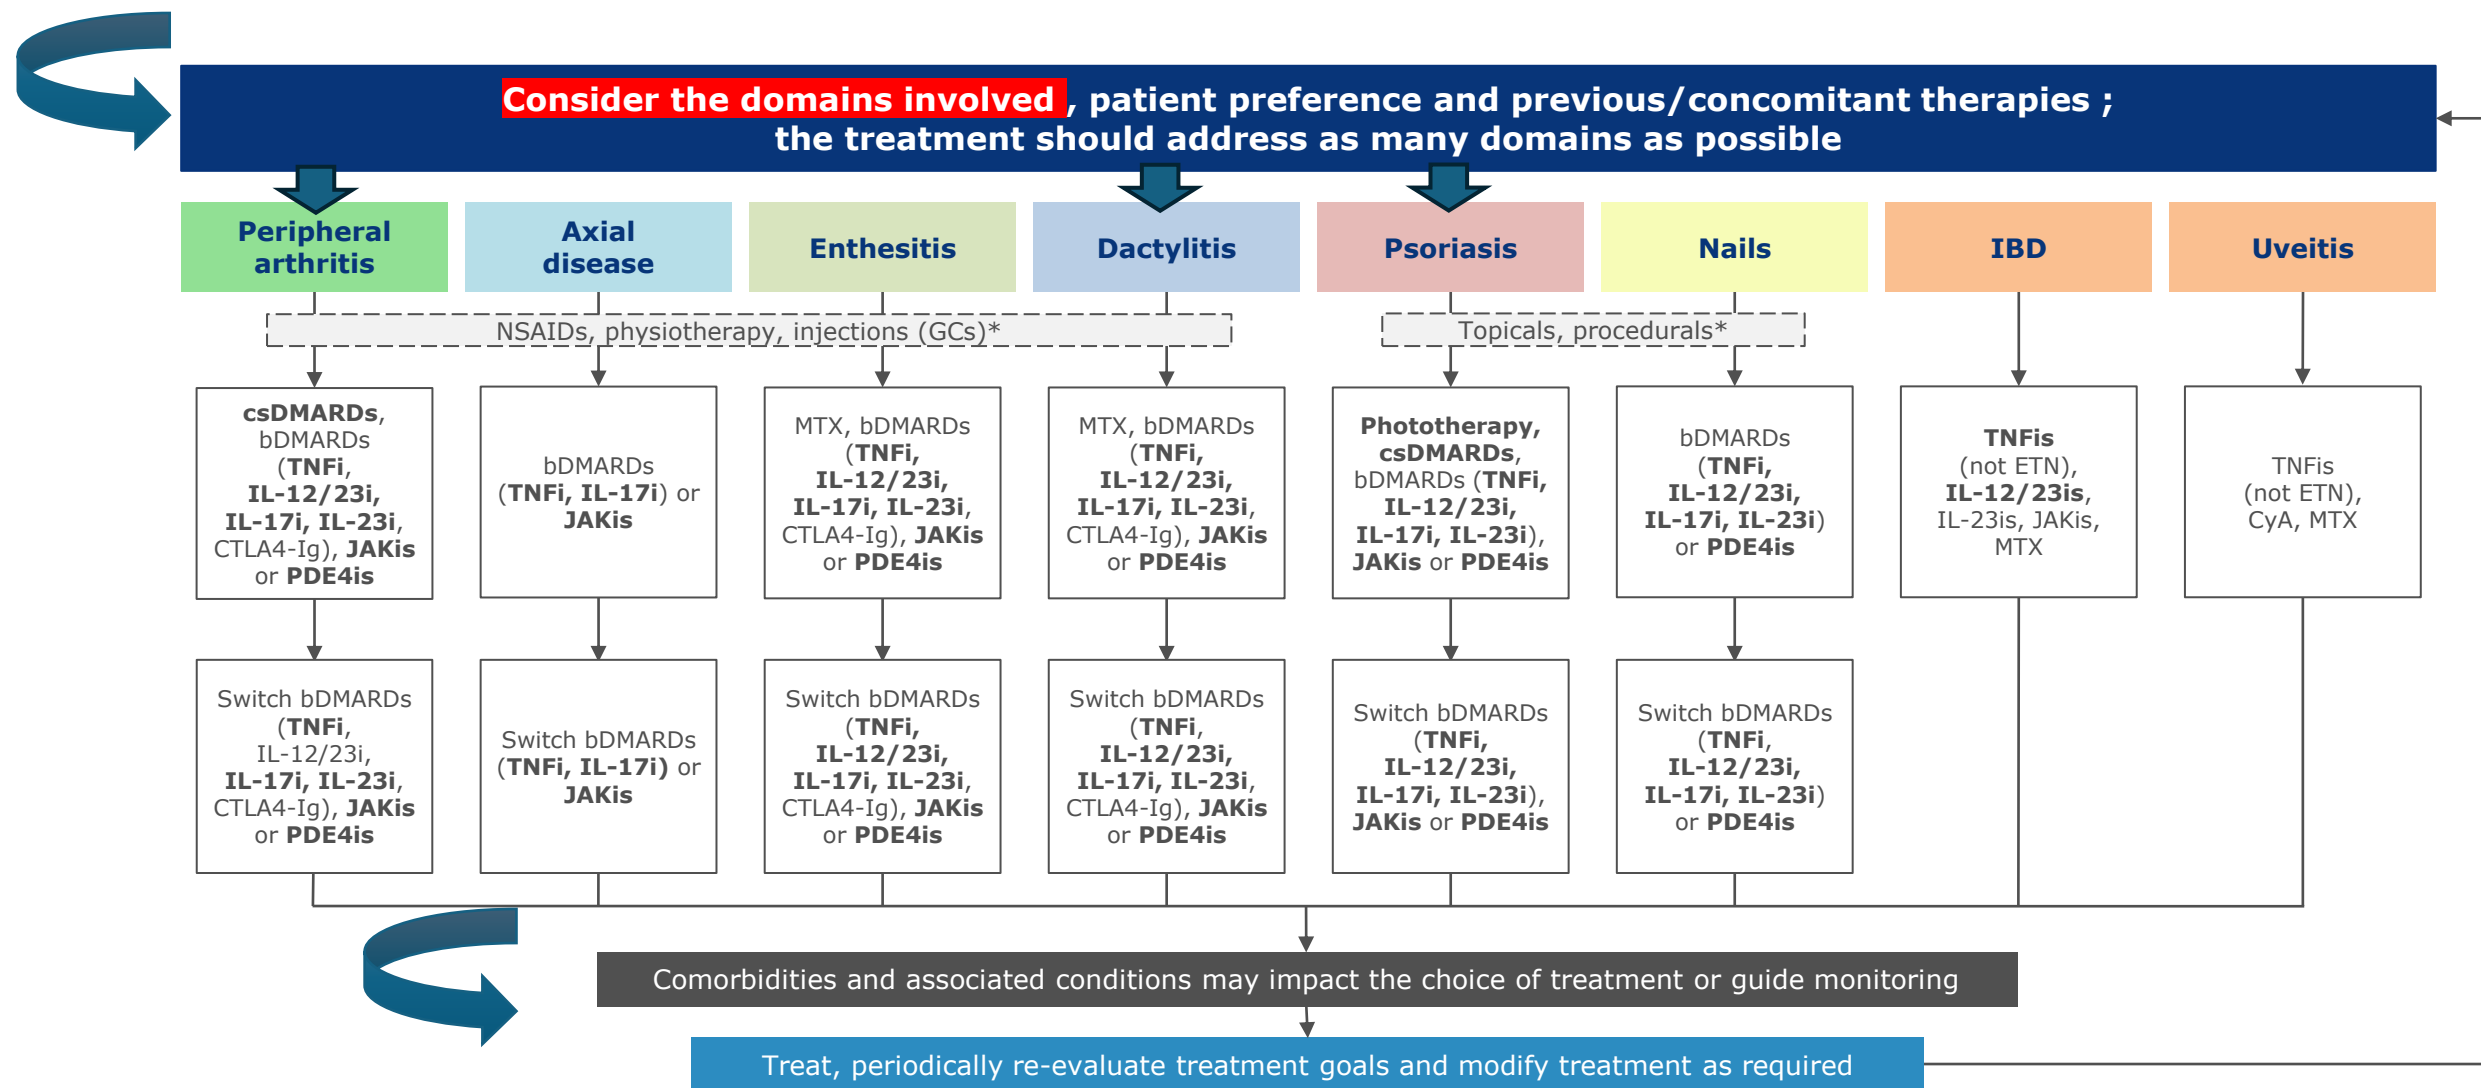 Consider the domains involved , patient preference and previous/concomitant therapies ;
the treatment should address as many domains as possible
Peripheral
arthritis
Axial
disease
Enthesitis
Dactylitis
Psoriasis
Nails
IBD
Uveitis
NSAIDs, physiotherapy, injections (GCs)*
Topicals, procedurals*
csDMARDs,
bDMARDs
(TNFi,
IL-12/23i,
IL-17i, IL-23i,
CTLA4-Ig), JAKis
or PDE4is
bDMARDs
(TNFi, IL-17i) or
JAKis
MTX, bDMARDs
(TNFi,
IL-12/23i,
IL-17i, IL-23i,
CTLA4-Ig), JAKis
or PDE4is
MTX, bDMARDs
(TNFi,
IL-12/23i,
IL-17i, IL-23i,
CTLA4-Ig), JAKis
or PDE4is
Phototherapy,
csDMARDs,
bDMARDs (TNFi,
IL-12/23i,
IL-17i, IL-23i),
JAKis or PDE4is
bDMARDs
(TNFi,
IL-12/23i,
IL-17i, IL-23i)
or PDE4is
TNFis
(not ETN),
IL-12/23is,
IL-23is, JAKis,
MTX
TNFis
(not ETN),
CyA, MTX
Switch bDMARDs
(TNFi,
IL-12/23i,
IL-17i, IL-23i,
CTLA4-Ig), JAKis
or PDE4is
Switch bDMARDs
(TNFi, IL-17i) or
JAKis
Switch bDMARDs
(TNFi,
IL-12/23i,
IL-17i, IL-23i,
CTLA4-Ig), JAKis
or PDE4is
Switch bDMARDs
(TNFi,
IL-12/23i,
IL-17i, IL-23i,
CTLA4-Ig), JAKis
or PDE4is
Switch bDMARDs
(TNFi,
IL-12/23i,
IL-17i, IL-23i),
JAKis or PDE4is
Switch bDMARDs
(TNFi,
IL-12/23i,
IL-17i, IL-23i)
or PDE4is
Comorbidities and associated conditions may impact the choice of treatment or guide monitoring
Treat, periodically re-evaluate treatment goals and modify treatment as required